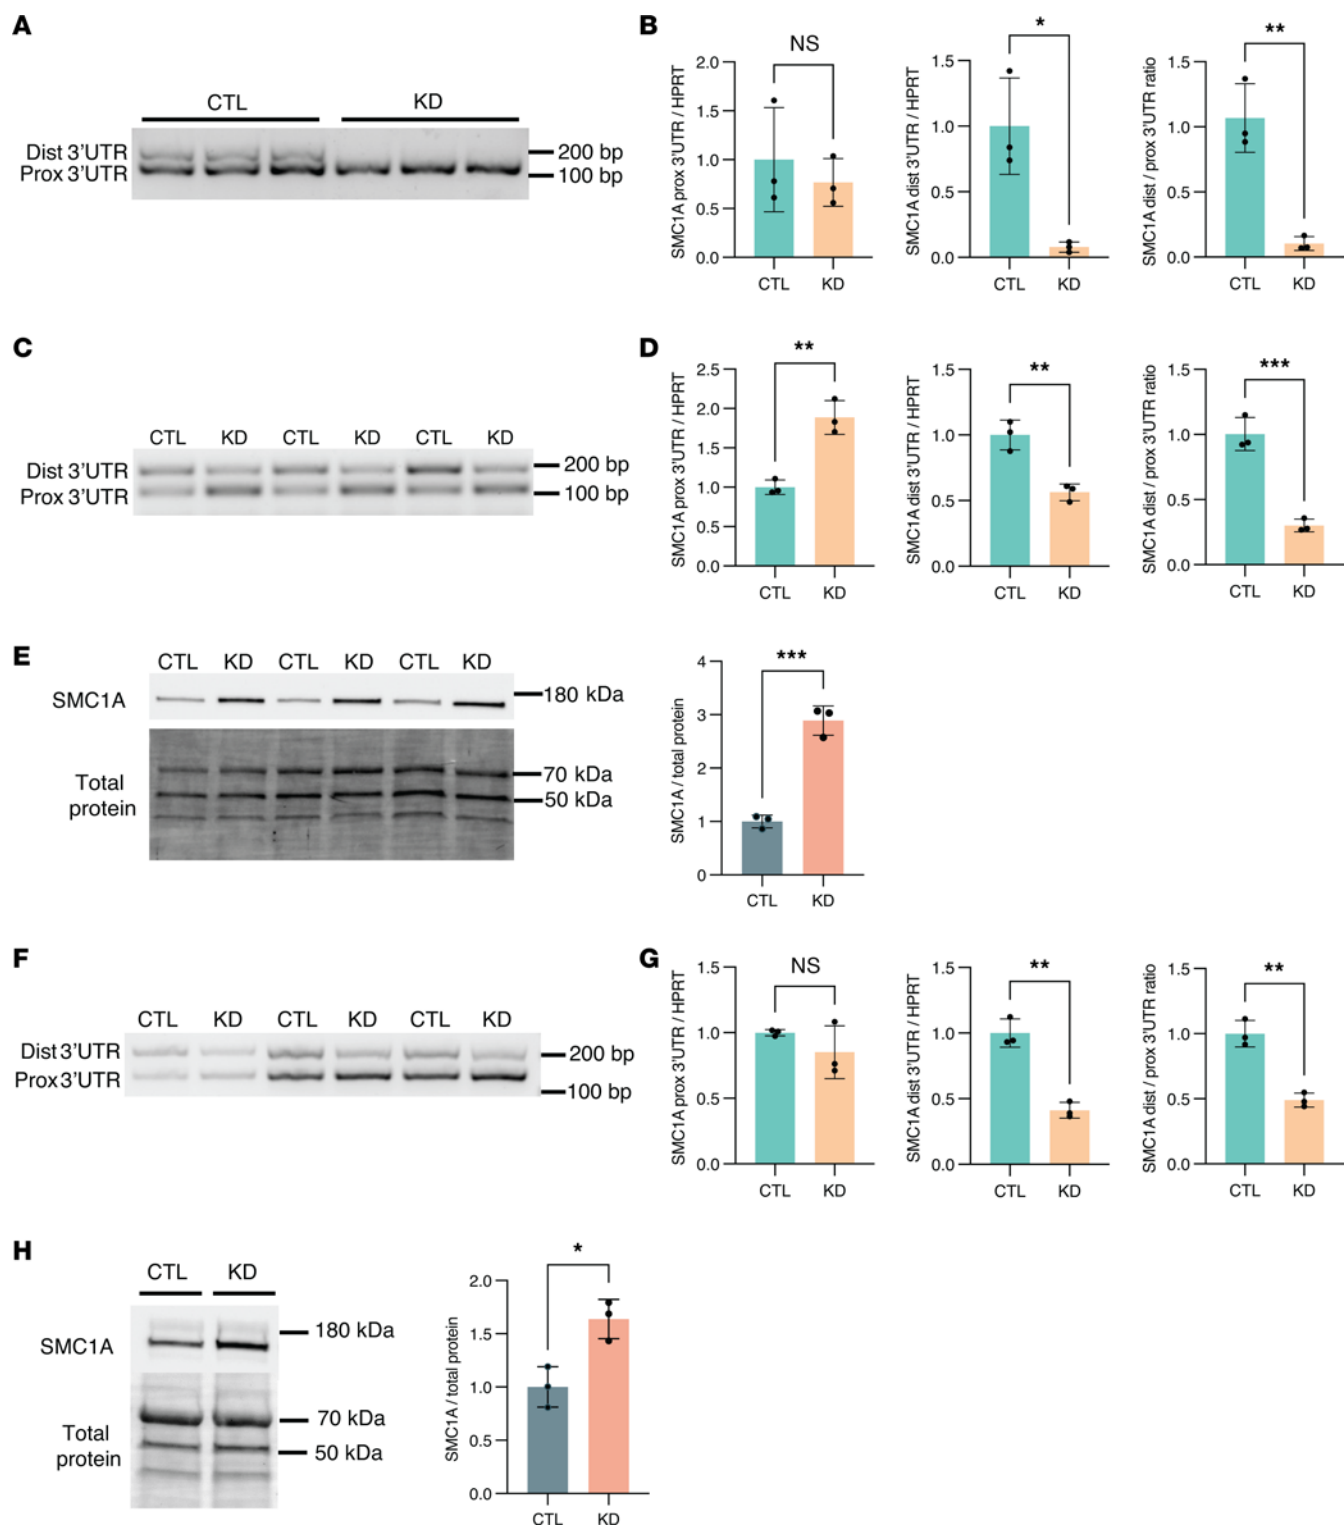 A
CTL KD
Dist 3'UTR
Prox 3'UTR
200 bp
100 bp
B
SMC1A prox 3'UTR / HPRT
2.0
1.5
1.0
0.5
0.0
NS
CTL KD
SMC1A dist 3'UTR / HPRT
1.5
1.0
0.5
0.0
*
CTL KD
SMC1A dist / prox 3'UTR ratio
1.5
1.0
0.5
0.0
**
CTL KD
C
CTL KD CTL KD CTL KD
Dist 3'UTR
Prox 3'UTR
200 bp
100 bp
D
SMC1A prox 3'UTR / HPRT
2.5
2.0
1.5
1.0
0.5
0.0
**
CTL KD
SMC1A dist 3'UTR / HPRT
1.5
1.0
0.5
0.0
**
CTL KD
SMC1A dist / prox 3'UTR ratio
1.5
1.0
0.5
0.0
***
CTL KD
E
CTL KD CTL KD CTL KD
SMC1A
180 kDa
Total
protein
70 kDa
50 kDa
SMC1A / total protein
4
3
2
1
0
***
CTL KD
F
CTL KD CTL KD CTL KD
Dist 3'UTR
Prox 3'UTR
200 bp
100 bp
G
SMC1A prox 3'UTR / HPRT
1.5
1.0
0.5
0.0
NS
CTL KD
SMC1A dist 3'UTR / HPRT
1.5
1.0
0.5
0.0
**
CTL KD
SMC1A dist / prox 3'UTR ratio
1.5
1.0
0.5
0.0
**
CTL KD
H
CTL KD
SMC1A
180 kDa
Total
protein
70 kDa
50 kDa
SMC1A / total protein
2.0
1.5
1.0
0.5
0.0
*
CTL KD